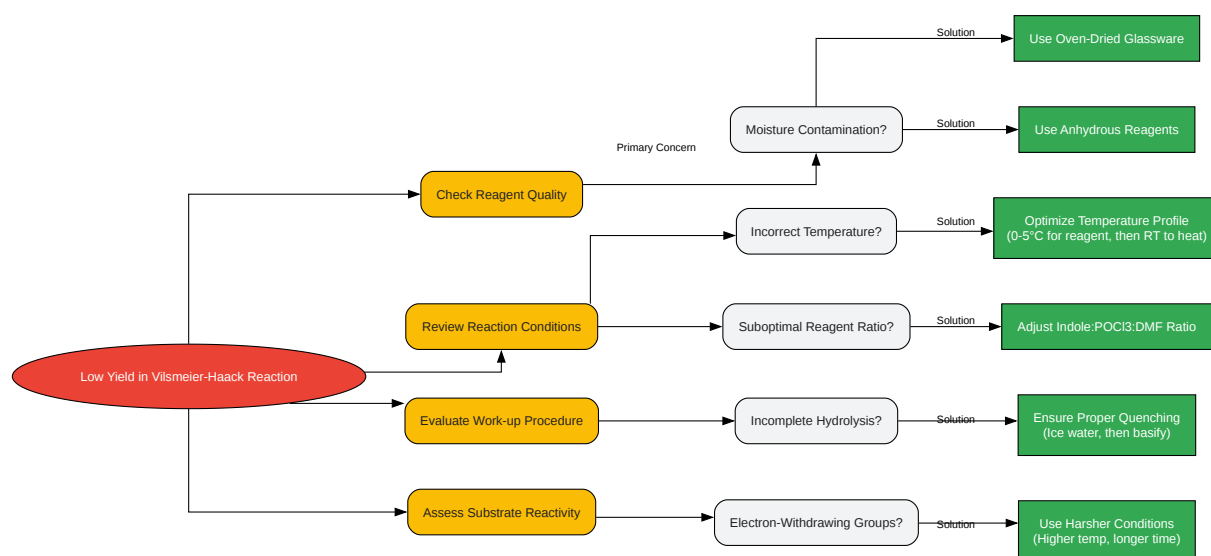 Solution
Use Oven-Dried Glassware
Moisture Contamination?
Solution
Use Anhydrous Reagents
Primary Concern
Check Reagent Quality
Incorrect Temperature?
Solution
Optimize Temperature Profile
(0-5°C for reagent, then RT to heat)
Review Reaction Conditions
Suboptimal Reagent Ratio?
Solution
Adjust Indole:POCl3:DMF Ratio
Low Yield in Vilsmeier-Haack Reaction
Evaluate Work-up Procedure
Incomplete Hydrolysis?
Solution
Ensure Proper Quenching
(Ice water, then basify)
Assess Substrate Reactivity
Electron-Withdrawing Groups?
Solution
Use Harsher Conditions
(Higher temp, longer time)